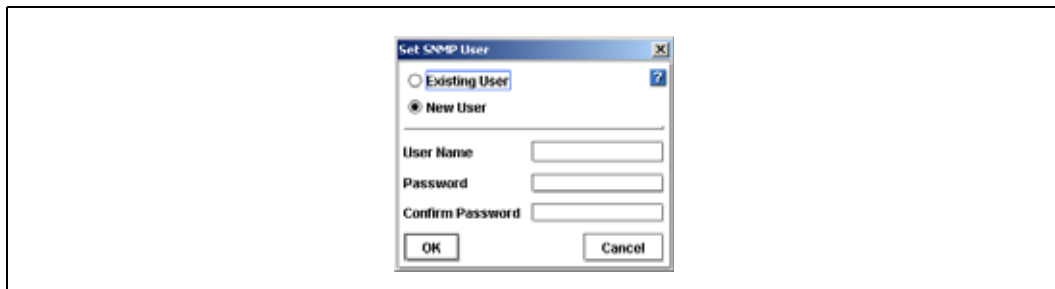 Set SNMP User
Existing User
New User
User Name
Password
Confirm Password
OK
Cancel